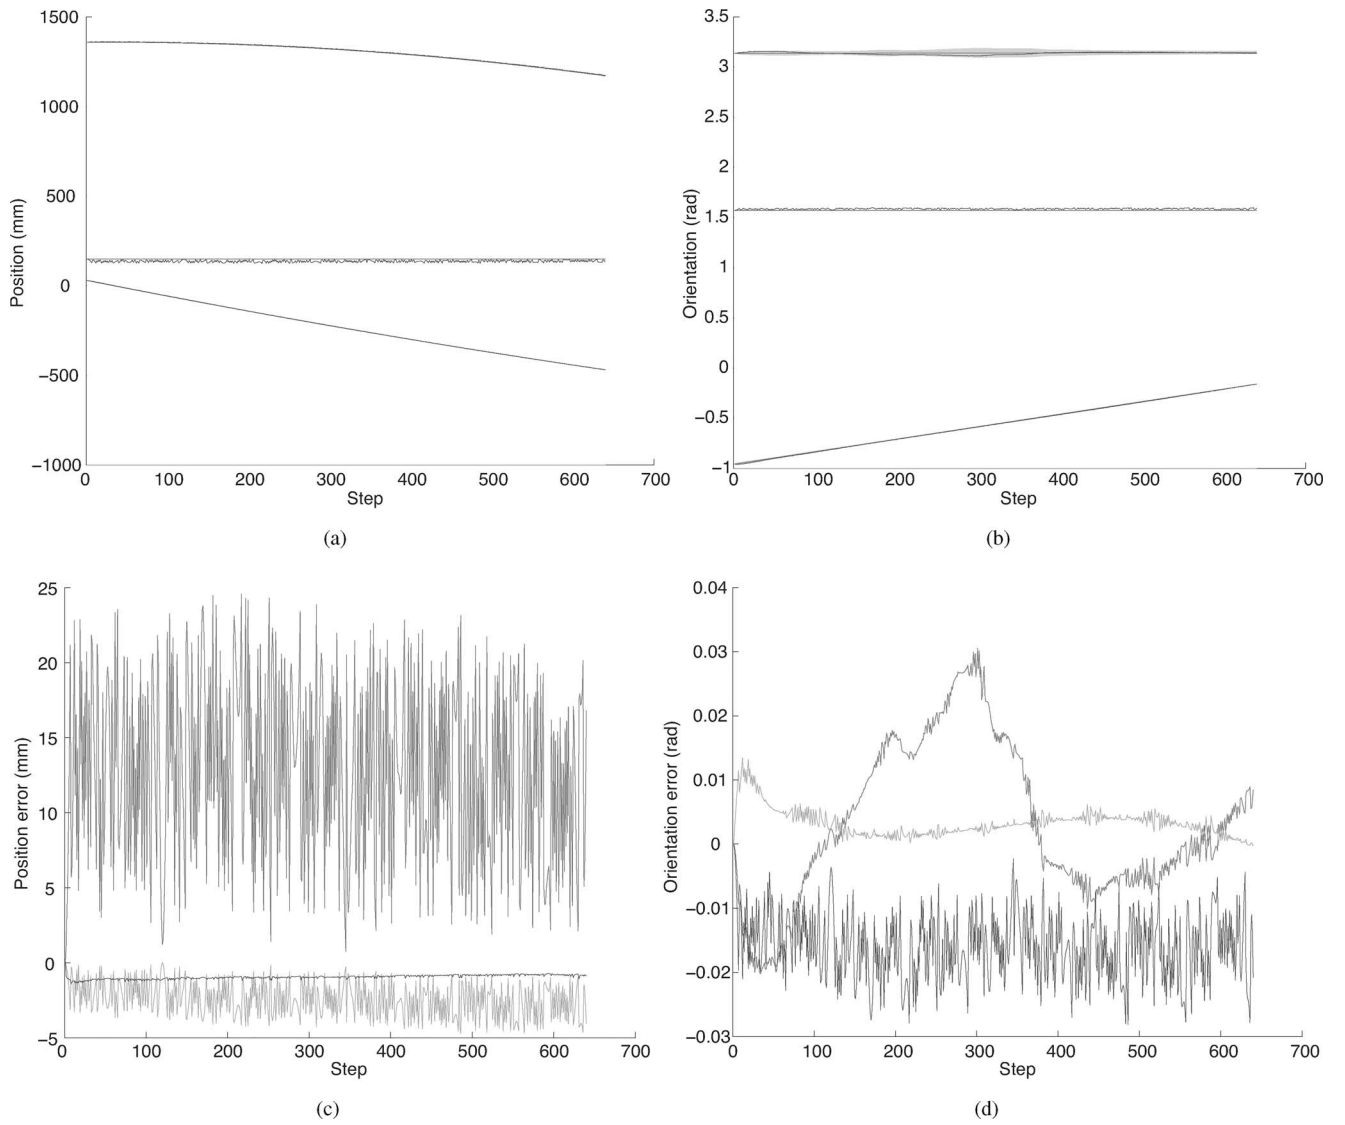 1500
1000
500
0
−500
−1000
Position (mm)
0 100 200 300 400 500 600 700
Step
(a)
3.5
3
2.5
2
1.5
1
0.5
0
−0.5
−1
Orientation (rad)
0 100 200 300 400 500 600 700
Step
(b)
25
20
15
10
5
0
−5
Position error (mm)
0 100 200 300 400 500 600 700
Step
(c)
0.04
0.03
0.02
0.01
0
−0.01
−0.02
−0.03
Orientation error (rad)
0 100 200 300 400 500 600 700
Step
(d)